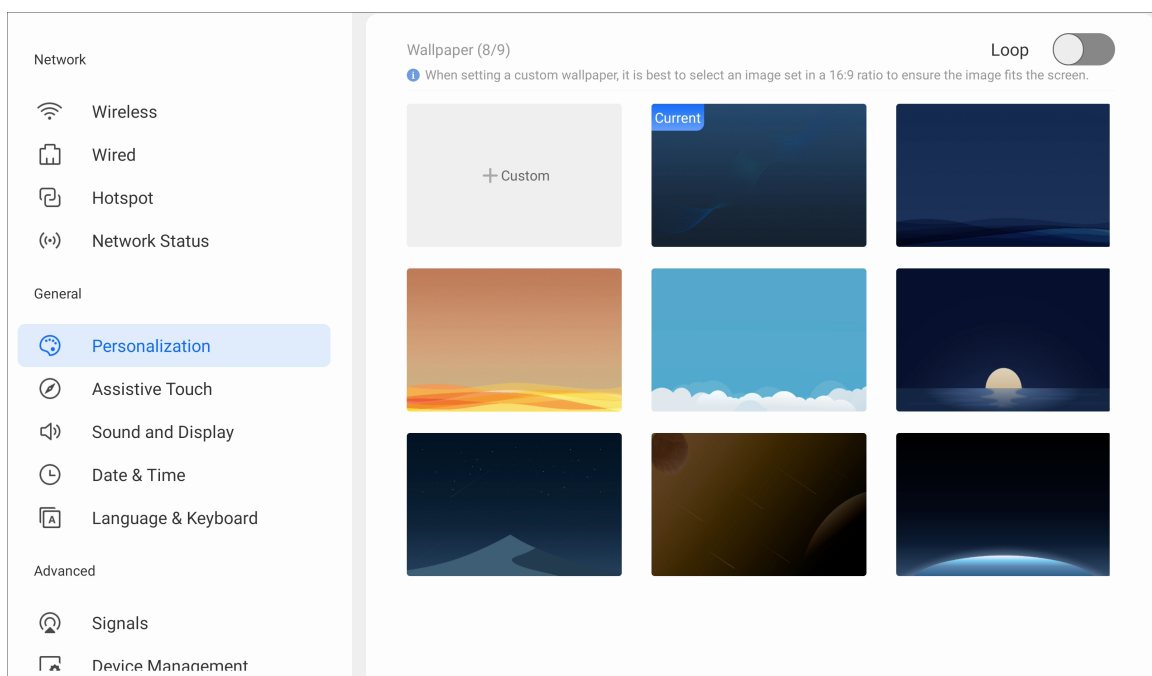 Network
Wireless
Wired
Hotspot
Network Status
General
Personalization
Assistive Touch
Sound and Display
Date & Time
Language & Keyboard
Advanced
Signals
Device Management
Wallpaper (8/9)
Loop
When setting a custom wallpaper, it is best to select an image set in a 16:9 ratio to ensure the image fits the screen.
Custom
Current